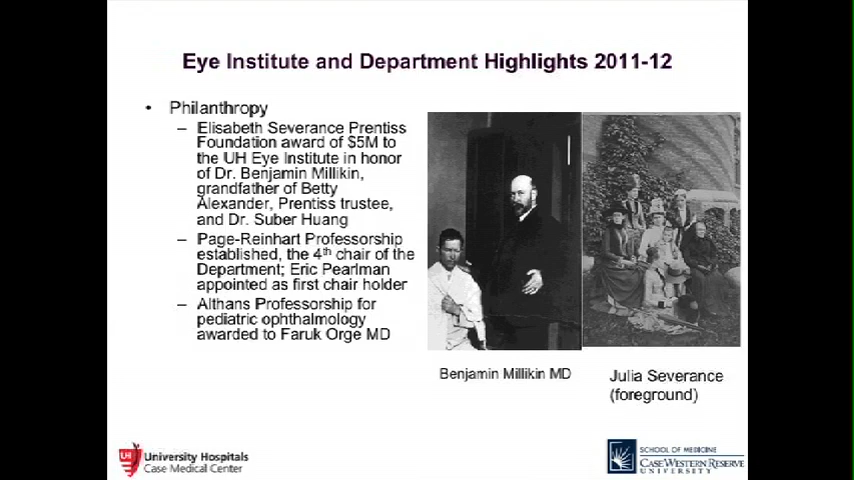 Eye Institute and Department Highlights 2011-12
• Philanthropy
– Elisabeth Severance Prentiss
Foundation award of $5M to
the UH Eye Institute in honor
of Dr. Benjamin Millikin,
grandfather of Betty
Alexander, Prentiss trustee,
and Dr. Suber Huang
– Page-Reinhart Professorship
established, the 4th chair of the
Department; Eric Pearlman
appointed as first chair holder
– Althans Professorship for
pediatric ophthalmology
awarded to Faruk Orge MD
Benjamin Millikin MD
Julia Severance
(foreground)
UH
University Hospitals
Case Medical Center
SCHOOL OF MEDICINE
CASE WESTERN RESERVE
UNIVERSITY